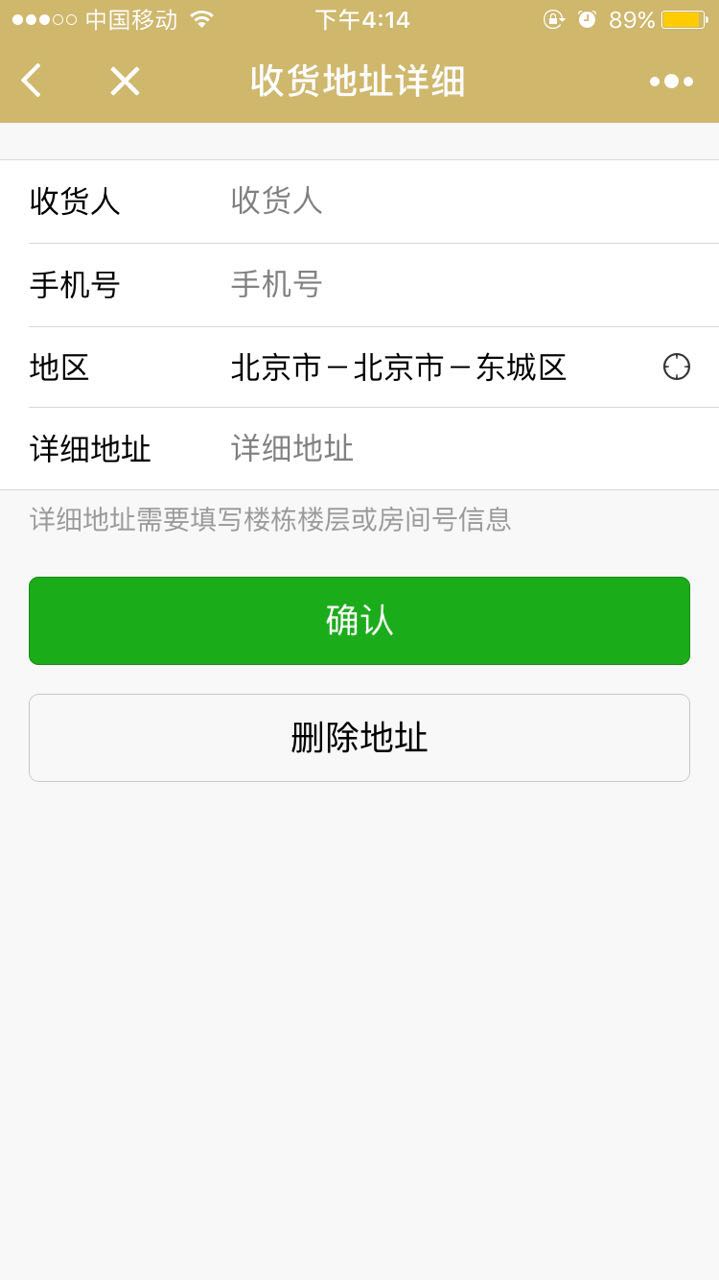 中国移动 下午4:14 89%
收货地址详细
收货人 收货人
手机号 手机号
地区 北京市－北京市－东城区
详细地址 详细地址
详细地址需要填写楼栋楼层或房间号信息
确认
删除地址